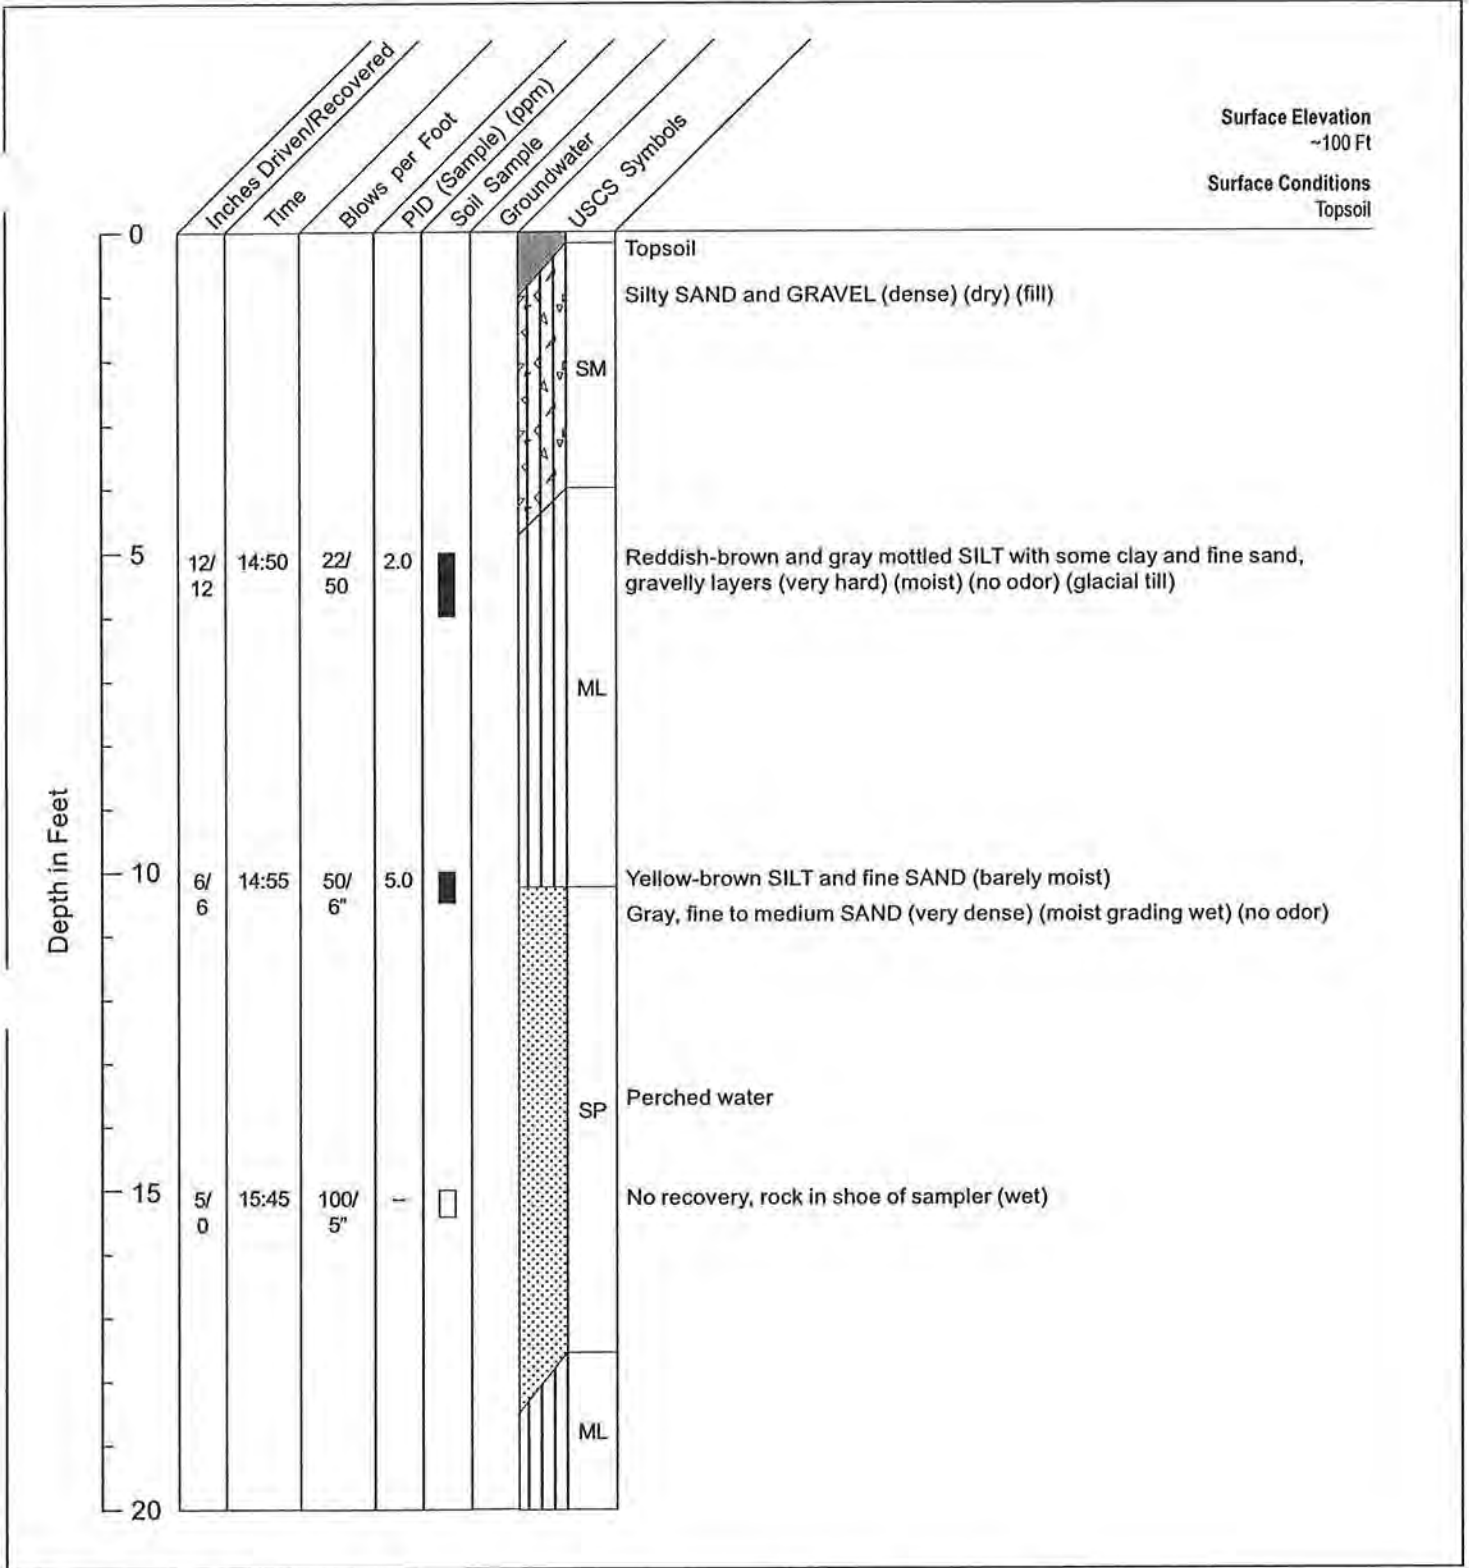 Inches Driven/Recovered
Time
Blows per Foot
PID (Sample) (ppm)
Soil Sample
Groundwater
USCS Symbols
Surface Elevation
~100 Ft
Surface Conditions
Topsoil
Depth in Feet
0
Topsoil
Silty SAND and GRAVEL (dense) (dry) (fill)
SM
5
12/
12
14:50
22/
50
2.0
Reddish-brown and gray mottled SILT with some clay and fine sand,
gravelly layers (very hard) (moist) (no odor) (glacial till)
ML
10
6/
6
14:55
50/
6"
5.0
Yellow-brown SILT and fine SAND (barely moist)
Gray, fine to medium SAND (very dense) (moist grading wet) (no odor)
SP
Perched water
15
5/
0
15:45
100/
5"
--
No recovery, rock in shoe of sampler (wet)
ML
20